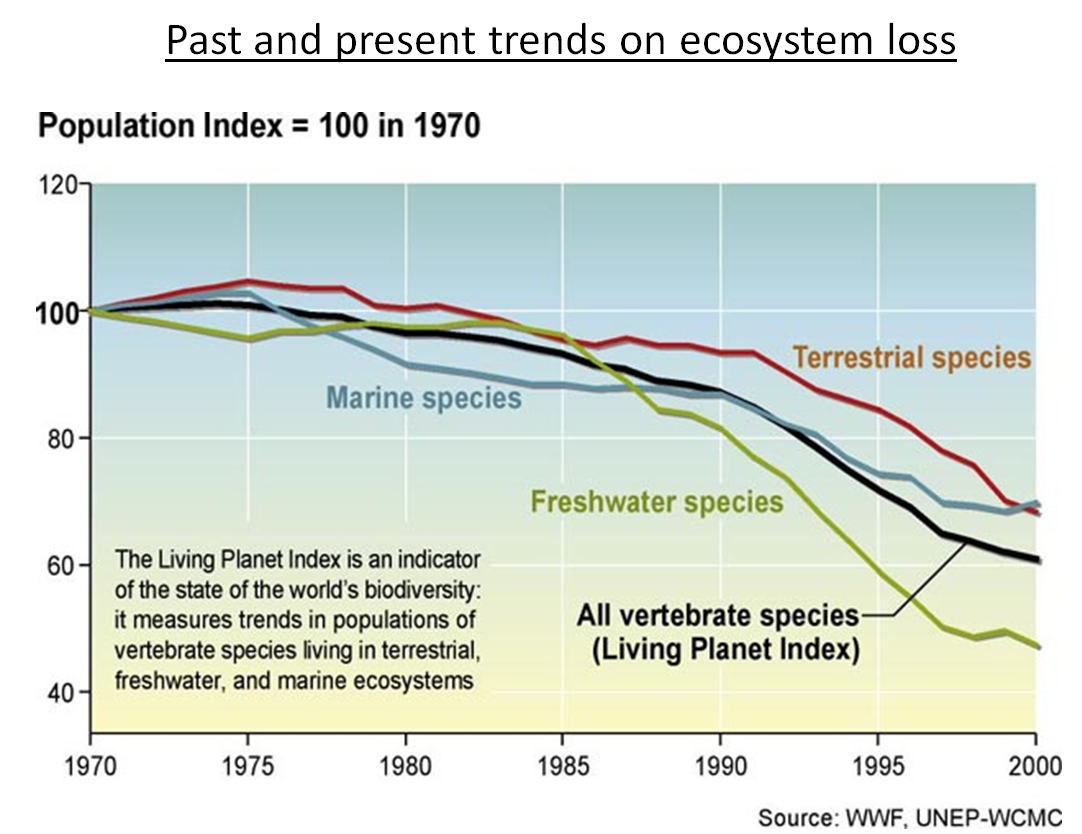 Past and present trends on ecosystem loss
Population Index = 100 in 1970
120
100
80
60
40
Terrestrial species
Marine species
Freshwater species
The Living Planet Index is an indicator
of the state of the world's biodiversity:
it measures trends in populations of
vertebrate species living in terrestrial,
freshwater, and marine ecosystems
All vertebrate species
(Living Planet Index)
1970 1975 1980 1985 1990 1995 2000
Source: WWF, UNEP-WCMC